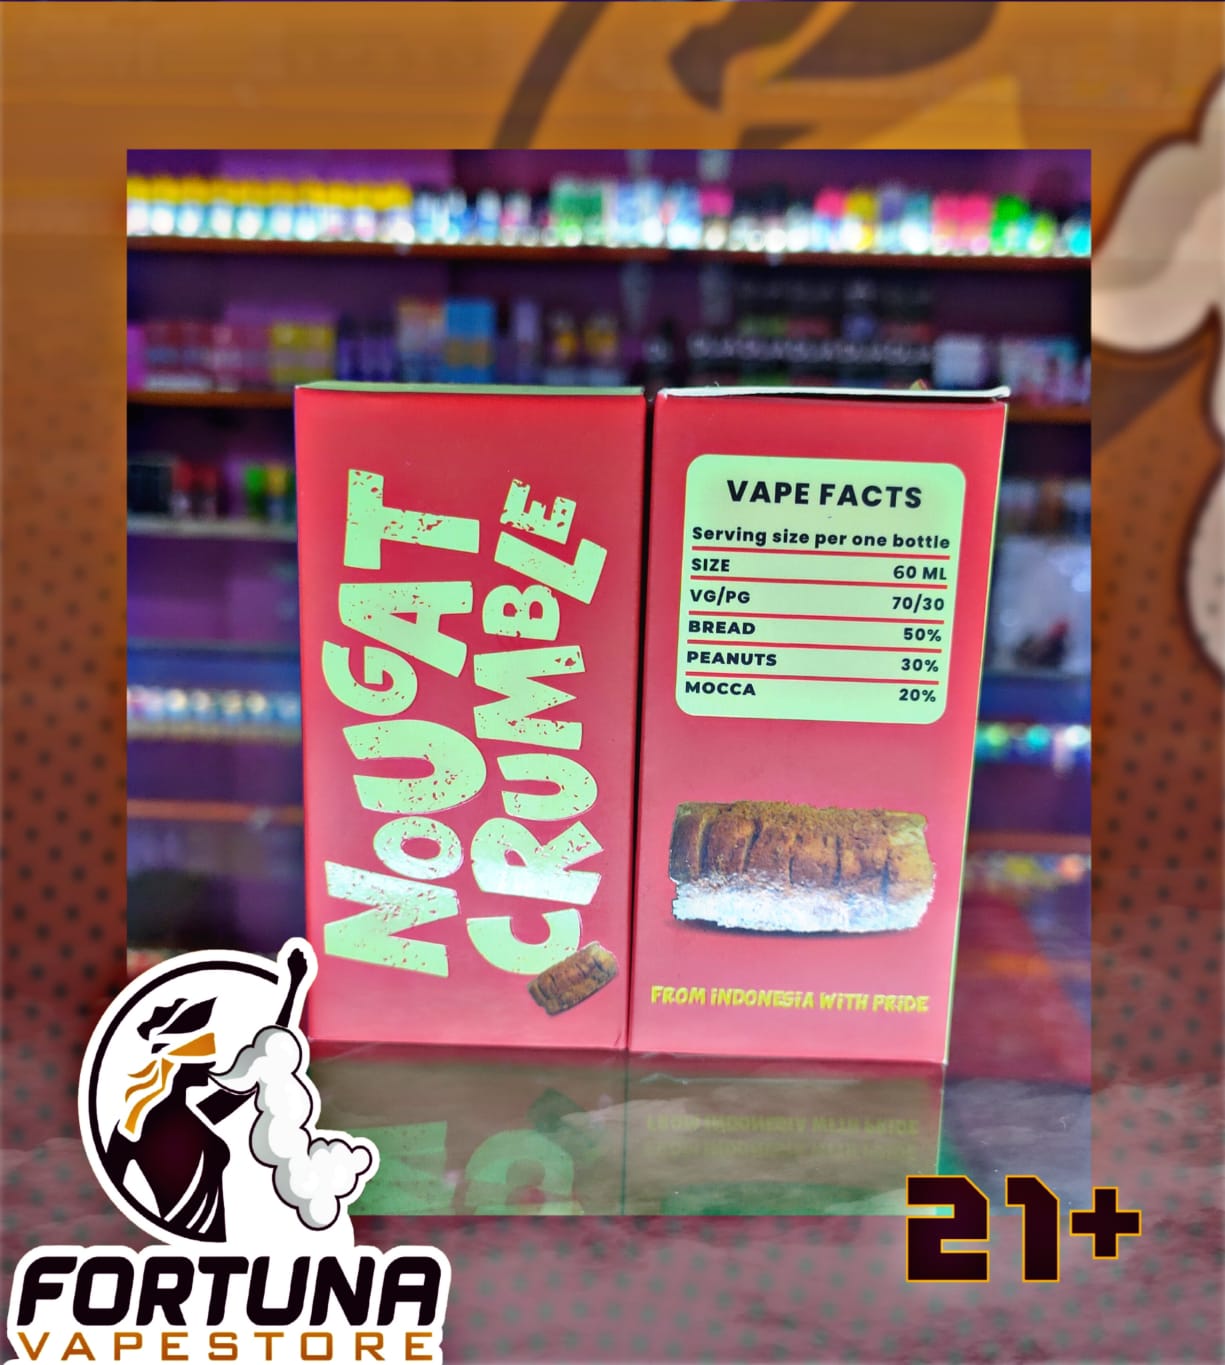 NoUGAT
CRUMBLE
VAPE FACTS
Serving size per one bottle
SIZE 60 ML
VG/PG 70/30
BREAD 50%
PEANUTS 30%
MOCCA 20%
FROM INDONESIA WITH PRIDE
21+
FORTUNA
VAPESTORE